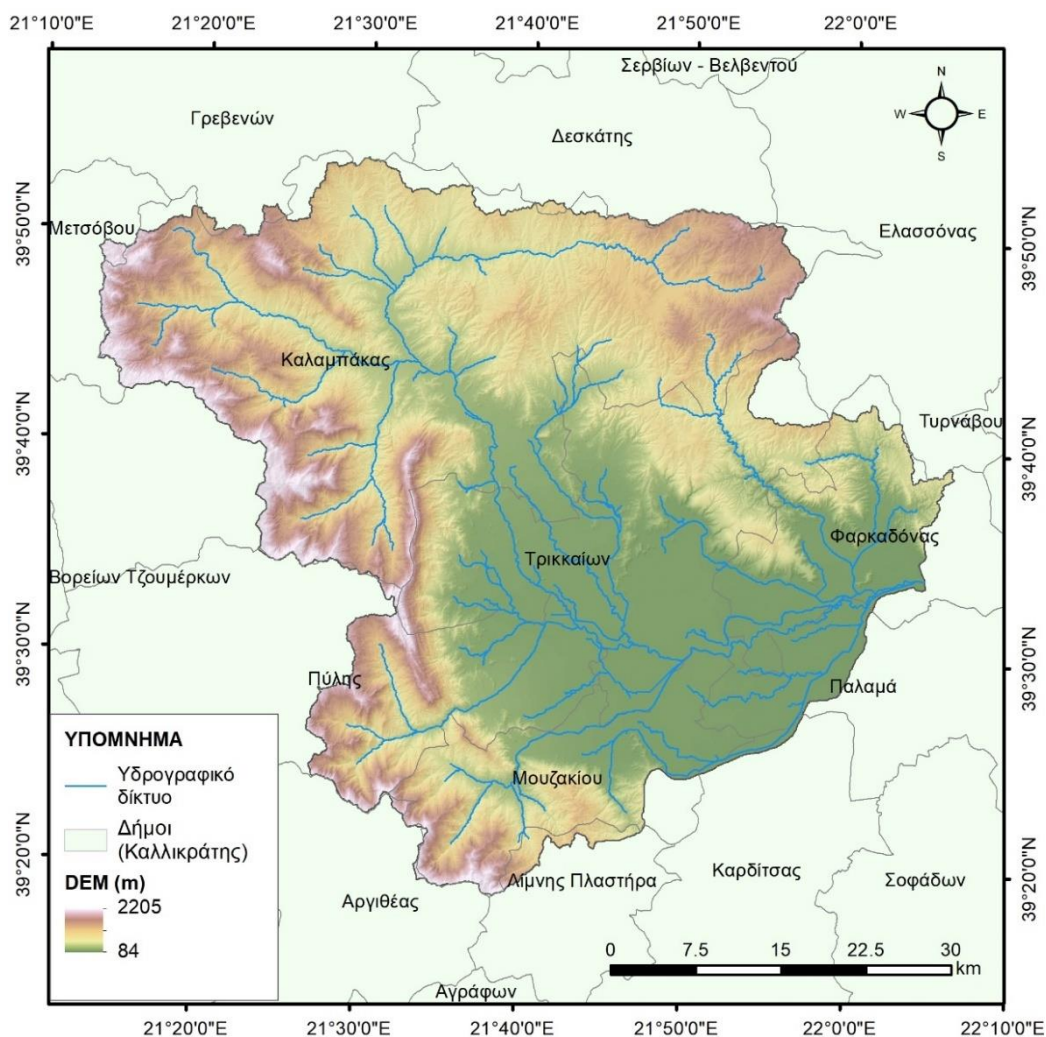 21°10'0"E 21°20'0"E 21°30'0"E 21°40'0"E 21°50'0"E 22°0'0"E
Σερβίων - Βελβεντού
N
Γρεβενών
W E
Δεσκάτης
S
39°50'0"N
Μετσόβου
Ελασσόνας
39°50'0"N
Καλαμπάκας
39°40'0"N
Τυρνάβου
39°40'0"N
Φαρκαδόνας
Τρικκαίων
Βορείων Τζουμέρκων
39°30'0"N
Πύλης
39°30'0"N
Παλαμά
ΥΠΟΜΝΗΜΑ
Υδρογραφικό
δίκτυο
Δήμοι
(Καλλικράτης)
DEM (m)
2205
84
Μουζακίου
39°20'0"N
Λίμνης Πλαστήρα
Καρδίτσας
Σοφάδων
39°20'0"N
Αργιθέας
0 7.5 15 22.5 30
km
Αγράφων
21°20'0"E 21°30'0"E 21°40'0"E 21°50'0"E 22°0'0"E 22°10'0"E